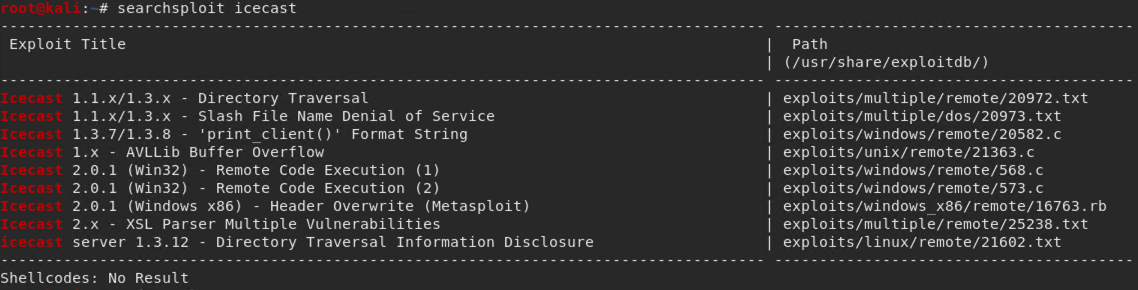 root@kali:~# searchsploit icecast
---------------------------------------------------------------------------------- ----------------------------------------
 Exploit Title | Path
 | (/usr/share/exploitdb/)
---------------------------------------------------------------------------------- ----------------------------------------
Icecast 1.1.x/1.3.x - Directory Traversal | exploits/multiple/remote/20972.txt
Icecast 1.1.x/1.3.x - Slash File Name Denial of Service | exploits/multiple/dos/20973.txt
Icecast 1.3.7/1.3.8 - 'print_client()' Format String | exploits/windows/remote/20582.c
Icecast 1.x - AVLLib Buffer Overflow | exploits/unix/remote/21363.c
Icecast 2.0.1 (Win32) - Remote Code Execution (1) | exploits/windows/remote/568.c
Icecast 2.0.1 (Win32) - Remote Code Execution (2) | exploits/windows/remote/573.c
Icecast 2.0.1 (Windows x86) - Header Overwrite (Metasploit) | exploits/windows_x86/remote/16763.rb
Icecast 2.x - XSL Parser Multiple Vulnerabilities | exploits/multiple/remote/25238.txt
icecast server 1.3.12 - Directory Traversal Information Disclosure | exploits/linux/remote/21602.txt
---------------------------------------------------------------------------------- ----------------------------------------
Shellcodes: No Result